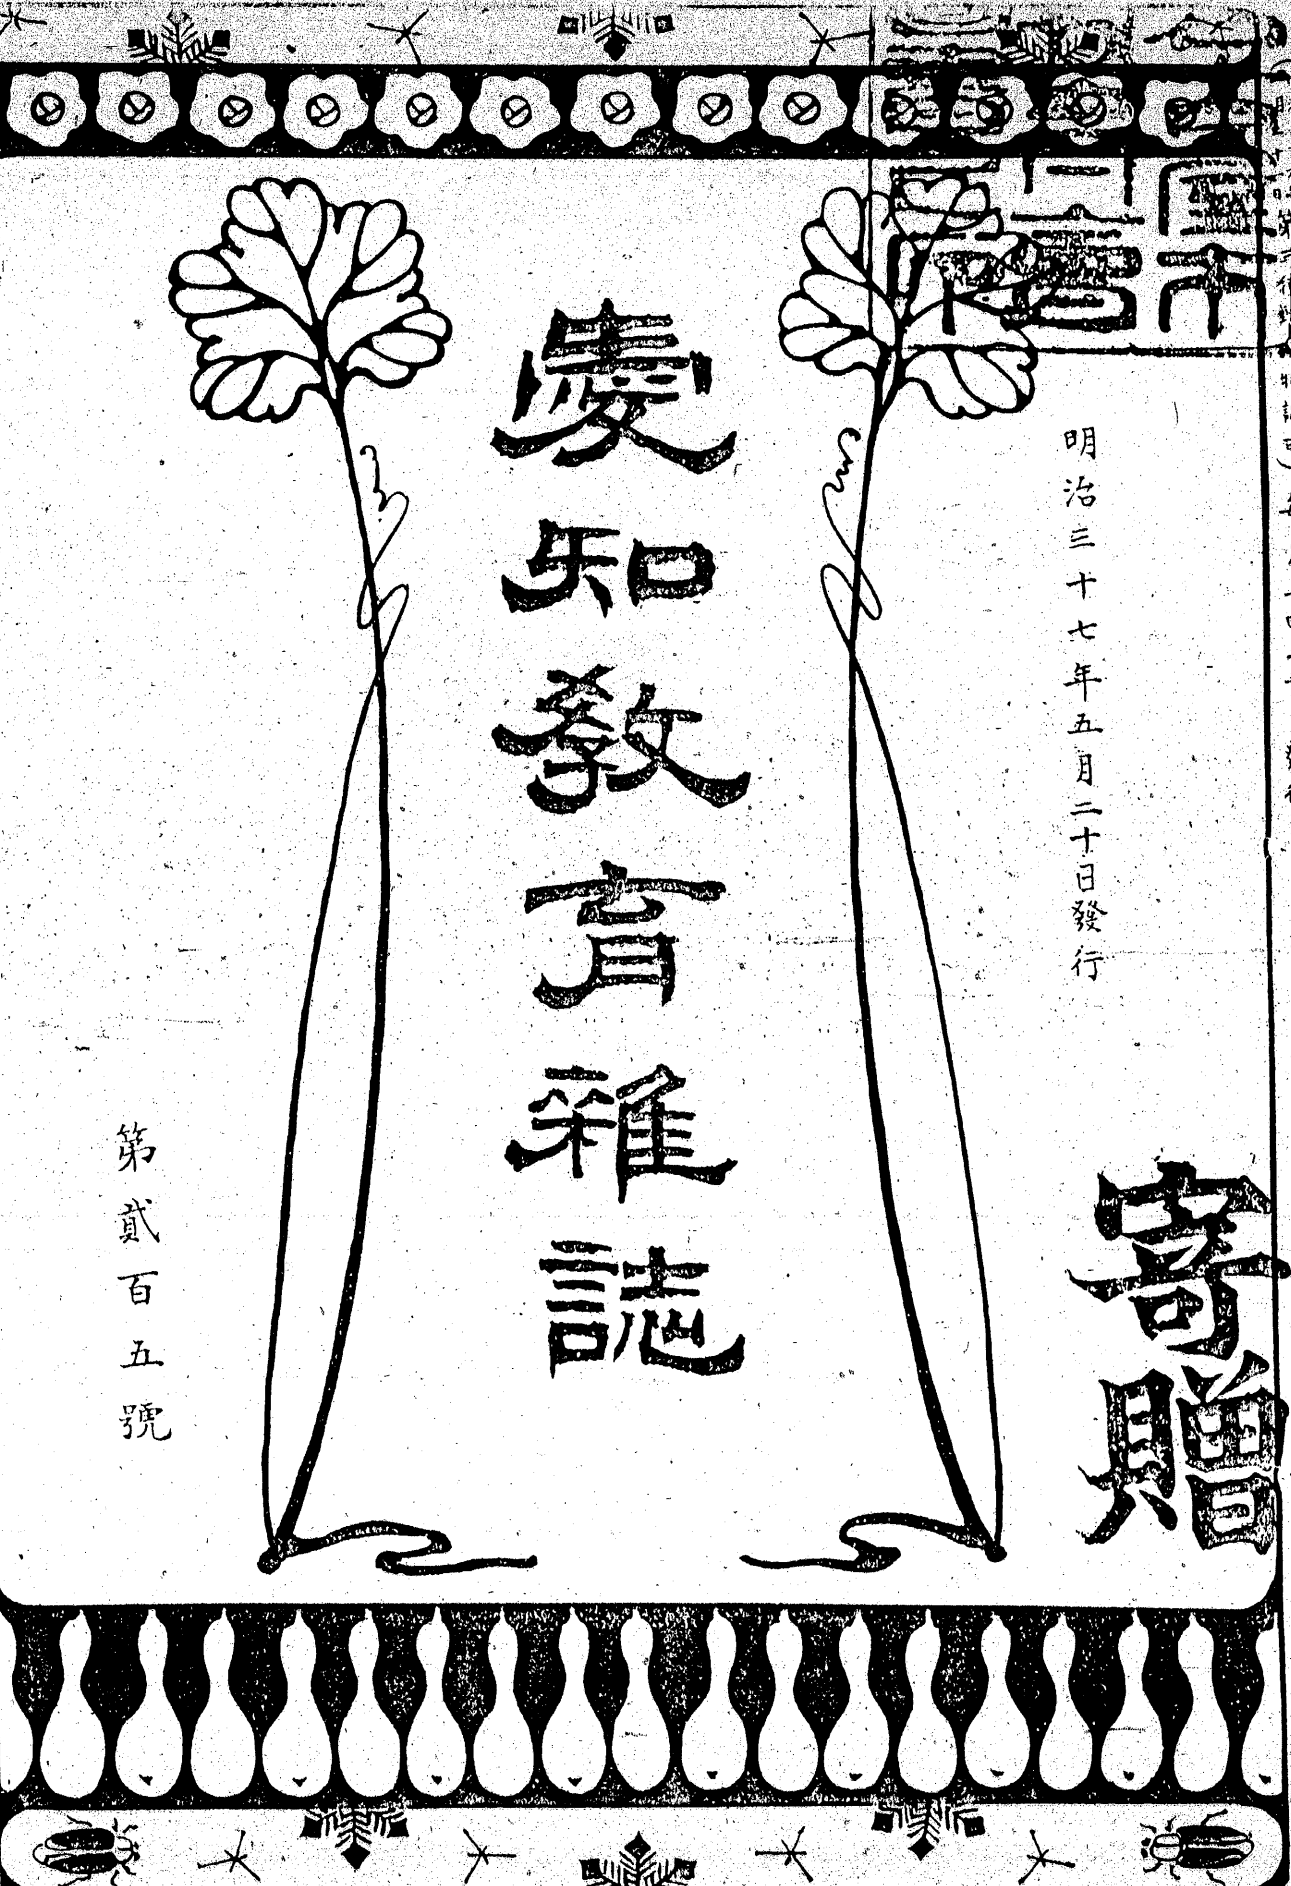 明治三十七年五月二十日發行
寄贈
愛知教育雜誌
第貳百五號